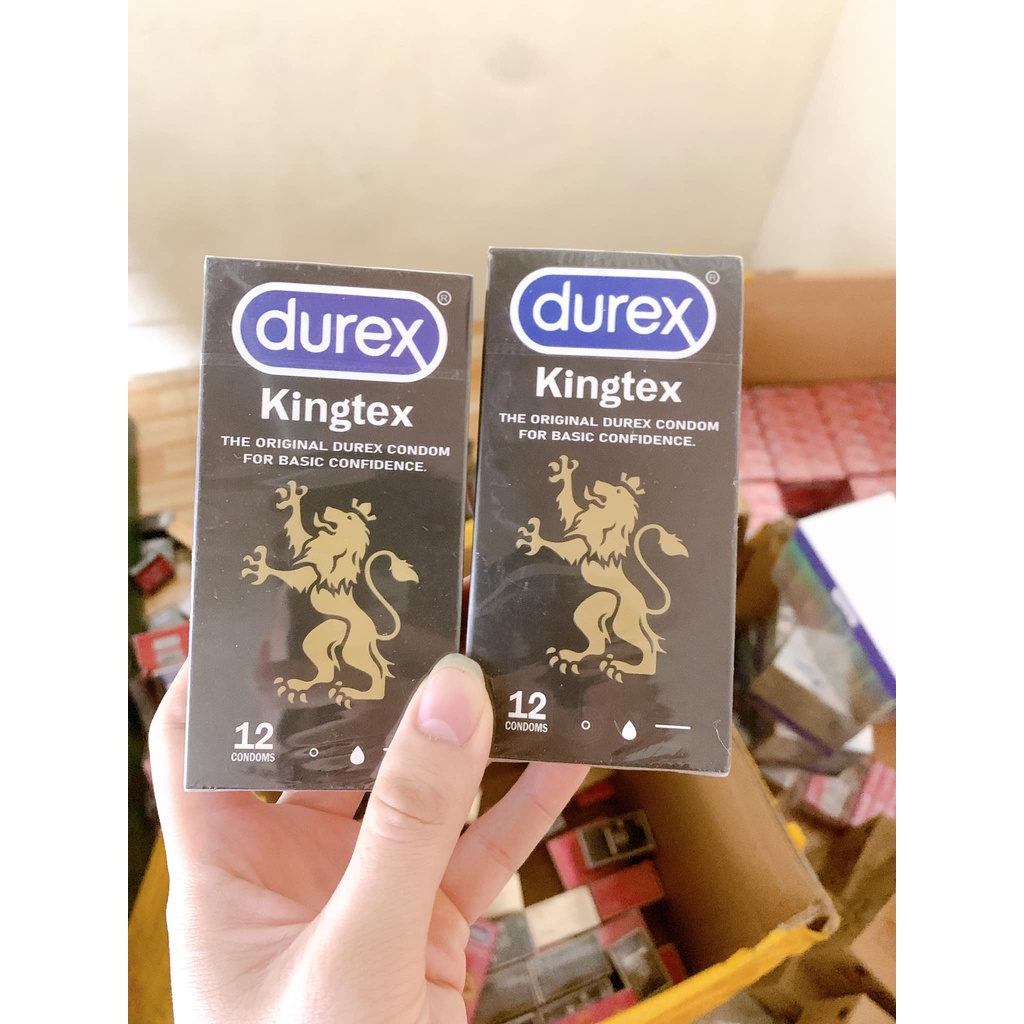 durex®
Kingtex
THE ORIGINAL DUREX CONDOM
FOR BASIC CONFIDENCE.
12
CONDOMS
durex®
Kingtex
THE ORIGINAL DUREX CONDOM
FOR BASIC CONFIDENCE.
12
CONDOMS